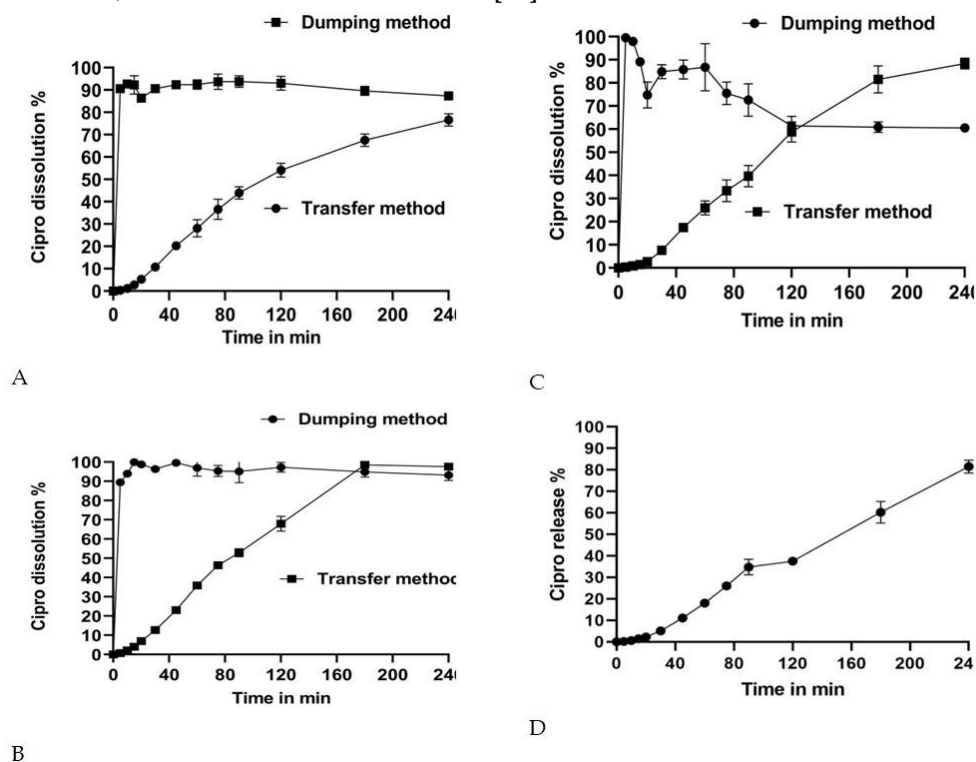 [
]
Dumping method
Cipro dissolution %
100
90
80
70
60
50
40
30
20
10
0
Transfer method
0 40 80 120 160 200 240
Time in min
A
Dumping method
Cipro dissolution %
100
90
80
70
60
50
40
30
20
10
0
Transfer method
0 40 80 120 160 200 240
Time in min
B
Dumping method
Cipro dissolution %
100
90
80
70
60
50
40
30
20
10
0
Transfer method
0 40 80 120 160 200 240
Time in min
C
Cipro release %
100
90
80
70
60
50
40
30
20
10
0
0 40 80 120 160 200 24
Time in min
D